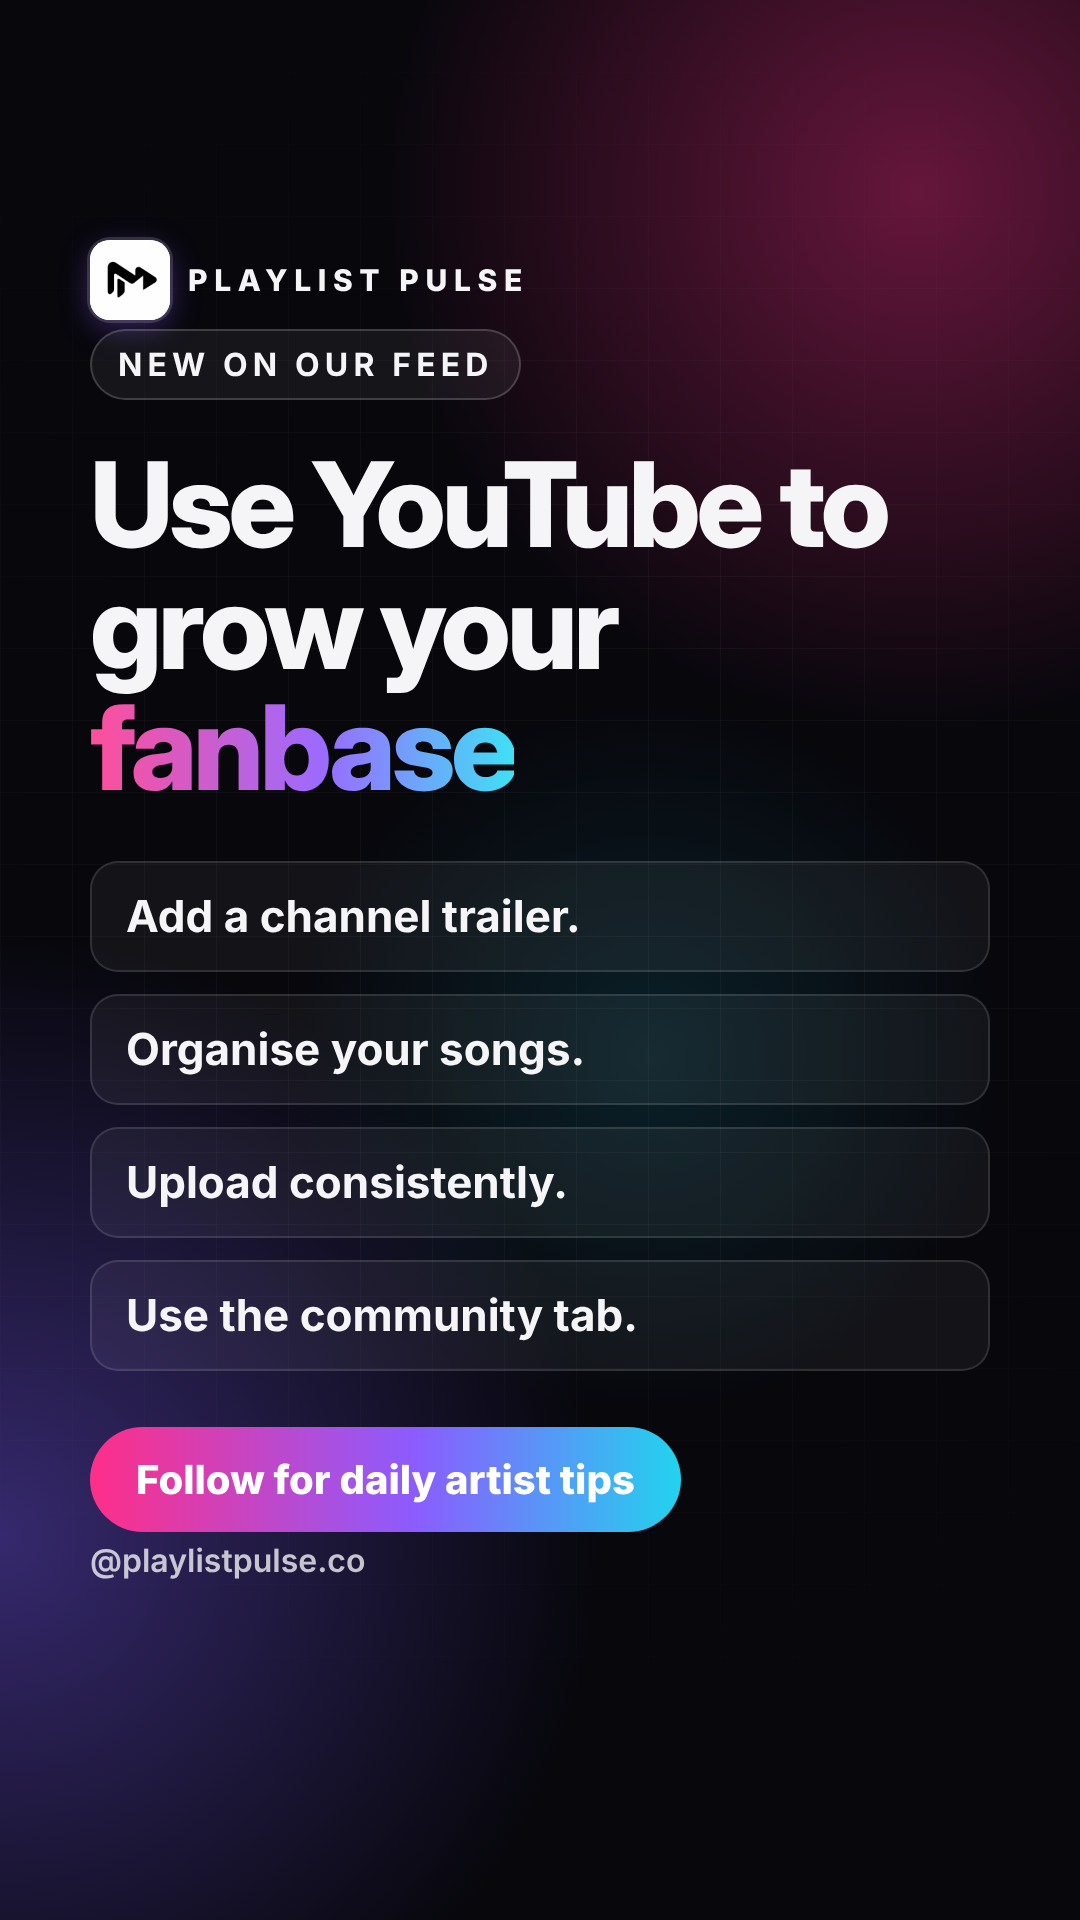 PLAYLIST PULSE
NEW ON OUR FEED
Use YouTube to
grow your
fanbase
Add a channel trailer.
Organise your songs.
Upload consistently.
Use the community tab.
Follow for daily artist tips
@playlistpulse.co